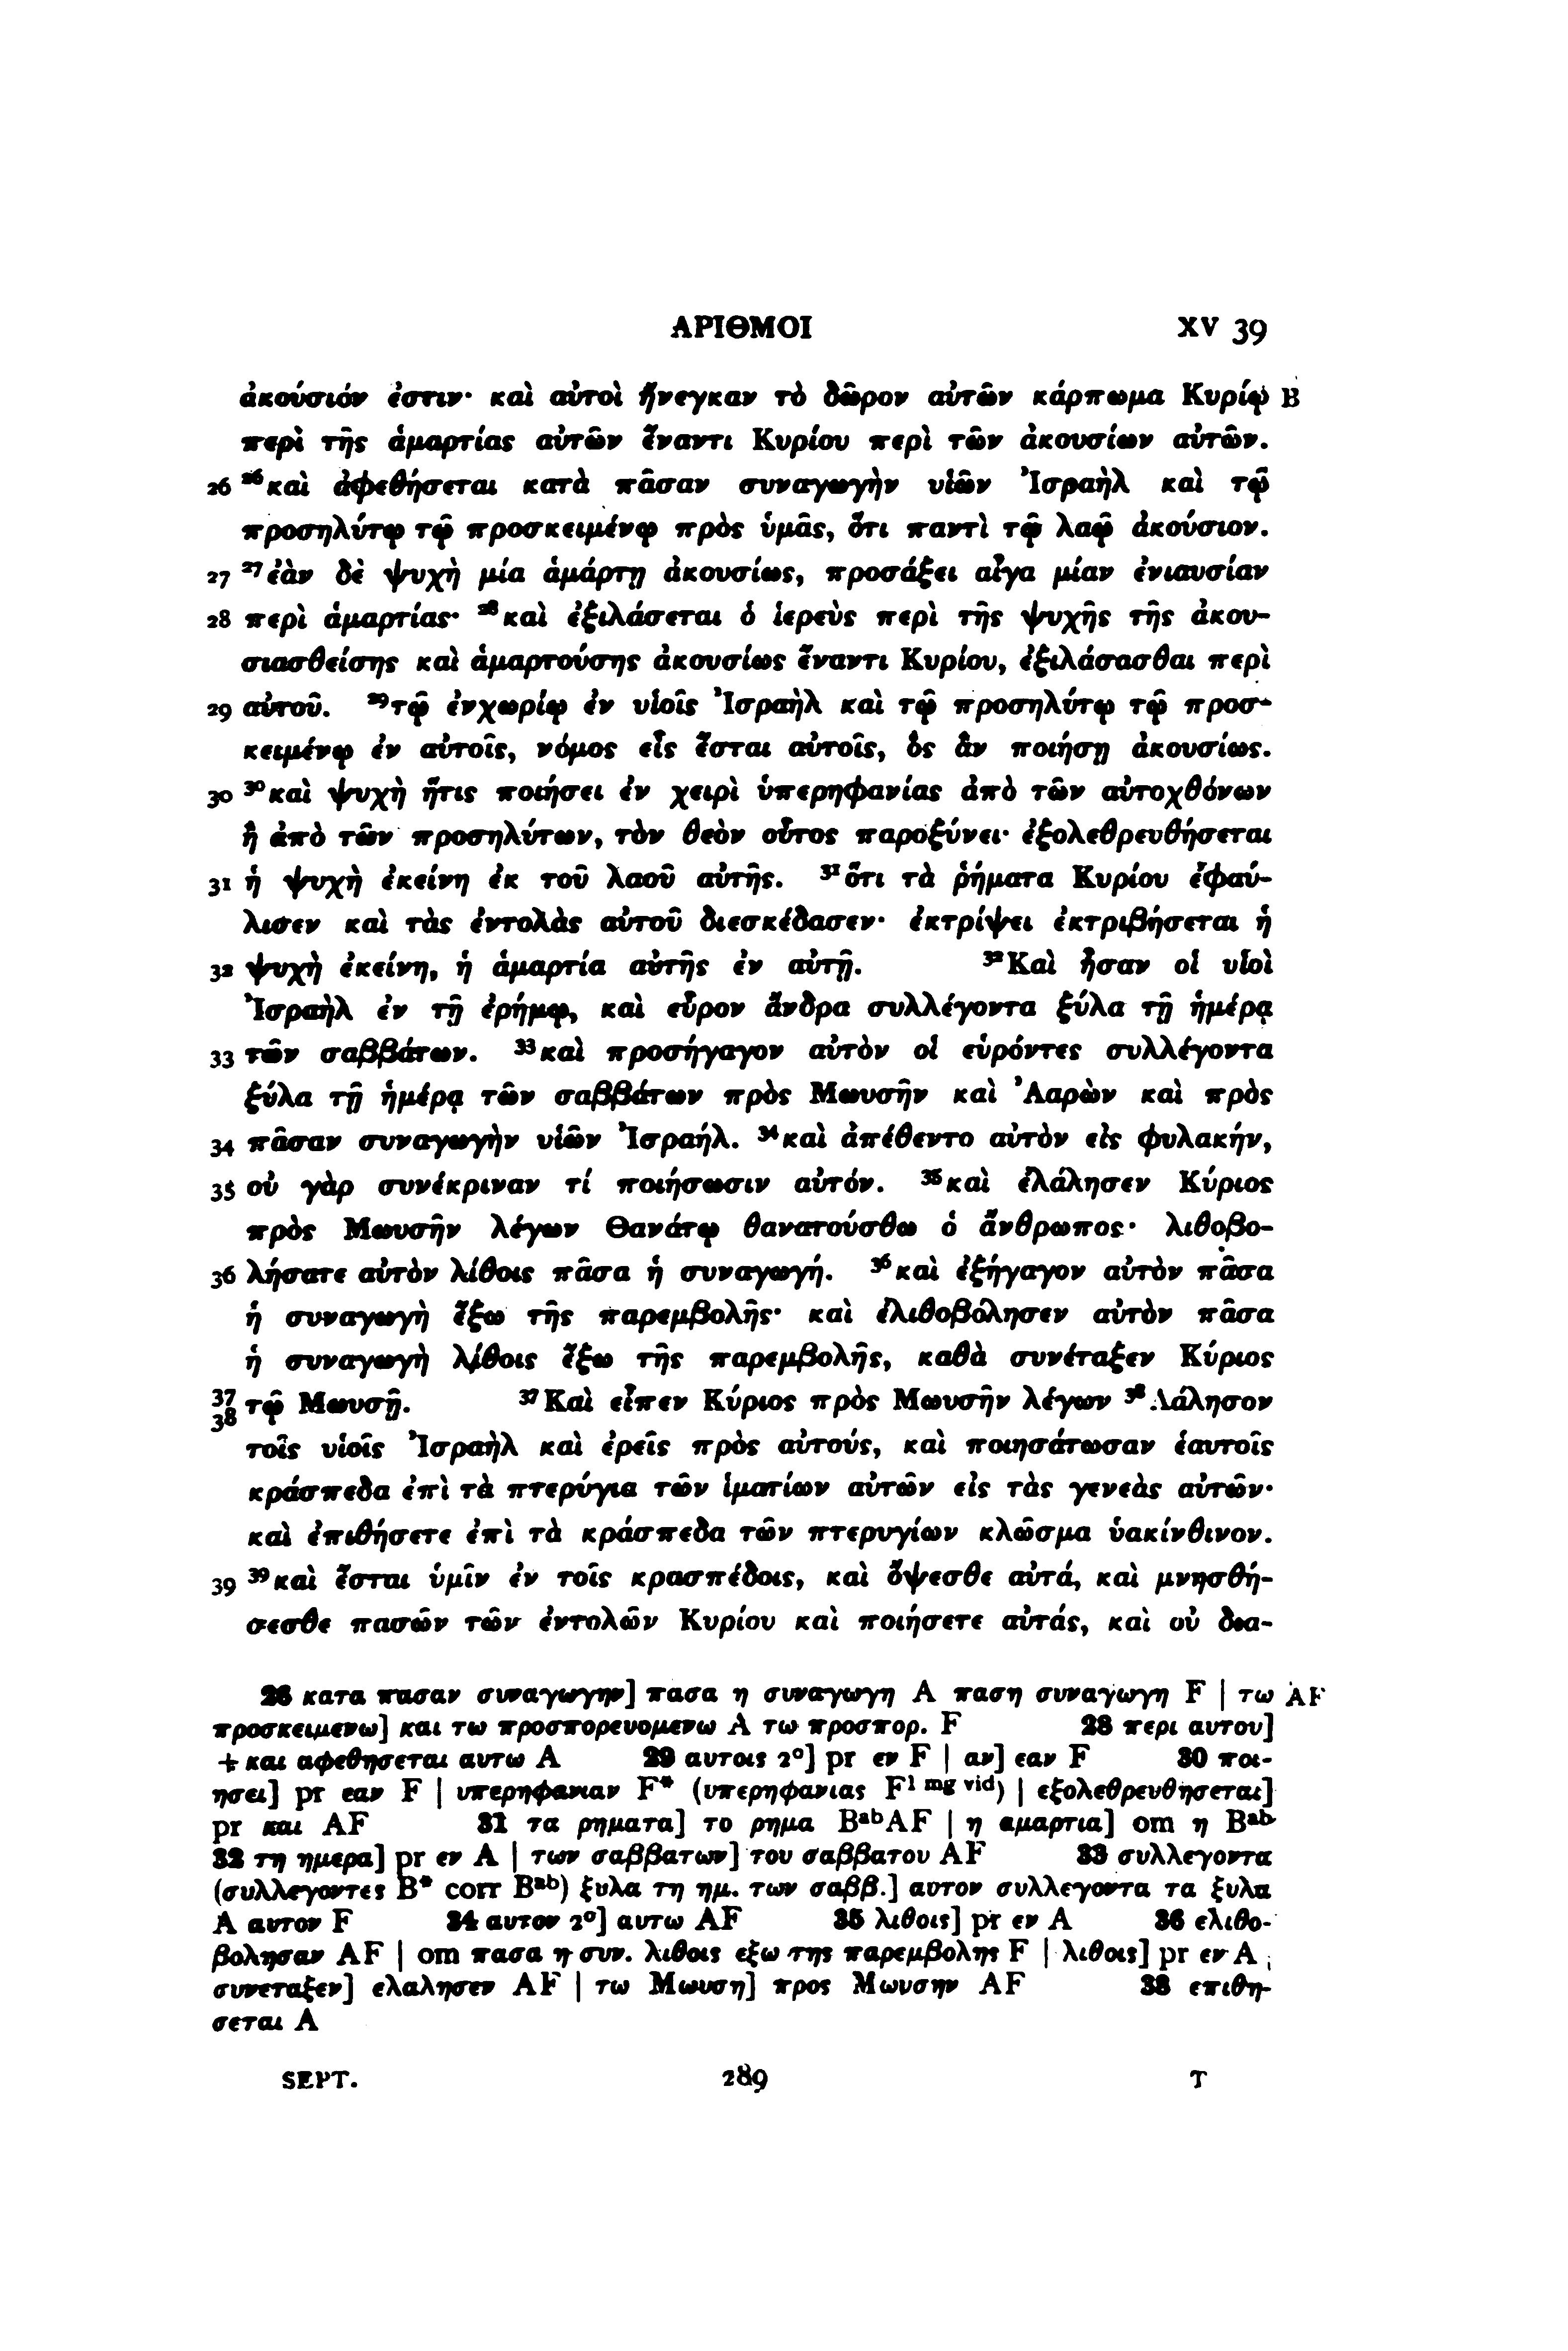 ΑΡΙΘΜΟΙ XV 39
ἀκούσιόν ἐστιν· καὶ αὐτοὶ ἤνεγκαν τὸ δῶρον αὐτῶν κάρπωμα Κυρίῳ B
περὶ τῆς ἁμαρτίας αὐτῶν ἔναντι Κυρίου περὶ τῶν ἀκουσίων αὐτῶν.
26 ²⁶καὶ ἀφεθήσεται κατὰ πᾶσαν συναγωγὴν υἱῶν Ἰσραὴλ καὶ τῷ
προσηλύτῳ τῷ προσκειμένῳ πρὸς ὑμᾶς, ὅτι παντὶ τῷ λαῷ ἀκούσιον.
27 ²⁷ἐὰν δὲ ψυχὴ μία ἁμάρτῃ ἀκουσίως, προσάξει αἶγα μίαν ἐνιαυσίαν
28 περὶ ἁμαρτίας· ²⁸καὶ ἐξιλάσεται ὁ ἱερεὺς περὶ τῆς ψυχῆς τῆς ἀκου-
σιασθείσης καὶ ἁμαρτούσης ἀκουσίως ἔναντι Κυρίου, ἐξιλάσασθαι περὶ
29 αὐτοῦ. ²⁹τῷ ἐνχωρίῳ ἐν υἱοῖς Ἰσραὴλ καὶ τῷ προσηλύτῳ τῷ προσ-
κειμένῳ ἐν αὐτοῖς, νόμος εἷς ἔσται αὐτοῖς, ὃς ἂν ποιήσῃ ἀκουσίως.
30 ³⁰καὶ ψυχὴ ἥτις ποιήσει ἐν χειρὶ ὑπερηφανίας ἀπὸ τῶν αὐτοχθόνων
ἢ ἀπὸ τῶν προσηλύτων, τὸν θεὸν οὗτος παροξύνει· ἐξολεθρευθήσεται
31 ἡ ψυχὴ ἐκείνη ἐκ τοῦ λαοῦ αὐτῆς. ³¹ὅτι τὰ ῥήματα Κυρίου ἐφαύ-
λισεν καὶ τὰς ἐντολὰς αὐτοῦ διεσκέδασεν· ἐκτρίψει ἐκτριβήσεται ἡ
32 ψυχὴ ἐκείνη, ἡ ἁμαρτία αὐτῆς ἐν αὐτῇ. ³²Καὶ ἦσαν οἱ υἱοὶ
Ἰσραὴλ ἐν τῇ ἐρήμῳ, καὶ εὗρον ἄνδρα συλλέγοντα ξύλα τῇ ἡμέρᾳ
33 τῶν σαββάτων. ³³καὶ προσήγαγον αὐτὸν οἱ εὑρόντες συλλέγοντα
ξύλα τῇ ἡμέρᾳ τῶν σαββάτων πρὸς Μωυσῆν καὶ Ἀαρὼν καὶ πρὸς
34 πᾶσαν συναγωγὴν υἱῶν Ἰσραήλ. ³⁴καὶ ἀπέθεντο αὐτὸν εἰς φυλακήν,
35 οὐ γὰρ συνέκριναν τί ποιήσωσιν αὐτόν. ³⁵καὶ ἐλάλησεν Κύριος
πρὸς Μωυσῆν λέγων Θανάτῳ θανατούσθω ὁ ἄνθρωπος· λιθοβο-
36 λήσατε αὐτὸν λίθοις πᾶσα ἡ συναγωγή. ³⁶καὶ ἐξήγαγον αὐτὸν πᾶσα
ἡ συναγωγὴ ἔξω τῆς παρεμβολῆς· καὶ ἐλιθοβόλησεν αὐτὸν πᾶσα
ἡ συναγωγὴ λίθοις ἔξω τῆς παρεμβολῆς, καθὰ συνέταξεν Κύριος
37 38 τῷ Μωυσῇ. ³⁷Καὶ εἶπεν Κύριος πρὸς Μωυσῆν λέγων ³⁸Λάλησον
τοῖς υἱοῖς Ἰσραὴλ καὶ ἐρεῖς πρὸς αὐτούς, καὶ ποιησάτωσαν ἑαυτοῖς
κράσπεδα ἐπὶ τὰ πτερύγια τῶν ἱματίων αὐτῶν εἰς τὰς γενεὰς αὐτῶν·
καὶ ἐπιθήσετε ἐπὶ τὰ κράσπεδα τῶν πτερυγίων κλῶσμα ὑακίνθινον.
39 ³⁹καὶ ἔσται ὑμῖν ἐν τοῖς κρασπέδοις, καὶ ὄψεσθε αὐτά, καὶ μνησθή-
σεσθε πασῶν τῶν ἐντολῶν Κυρίου καὶ ποιήσετε αὐτάς, καὶ οὐ δια-
26 κατα πασαν συναγωγην] πασα η συναγωγη A παση συναγωγη F | τω AF
προσκειμενω] και τω προσπορευομενω A τω προσπορ. F 28 περι αυτου]
+ και αφεθησεται αυτω A 29 αυτοις 2°] pr εν F | αν] εαν F 30 ποι-
ησει] pr εαν F | υπερηφανιαν F* (υπερηφανιας F¹ ᵐᵍ ᵛⁱᵈ) | εξολεθρευθησεται]
pr και AF 31 τα ρηματα] το ρημα BᵃᵇAF | η αμαρτια] om η Bᵃᵇ
32 τη ημερα] pr εν A | των σαββατων] του σαββατου AF 33 συλλεγοντα
(συλλεγοντες B* corr Bᵃᵇ) ξυλα τη ημ. των σαββ.] αυτον συλλεγοντα τα ξυλα
A αυτον F 34 αυτον 2°] αυτω AF 35 λιθοις] pr εν A 36 ελιθο-
βολησαν AF | om πασα η συν. λιθοις εξω της παρεμβολης F | λιθοις] pr εν A
συνεταξεν] ελαλησεν AF | τω Μωυση] προς Μωυσην AF 38 επιθη-
σεται A
SEPT. 289 T